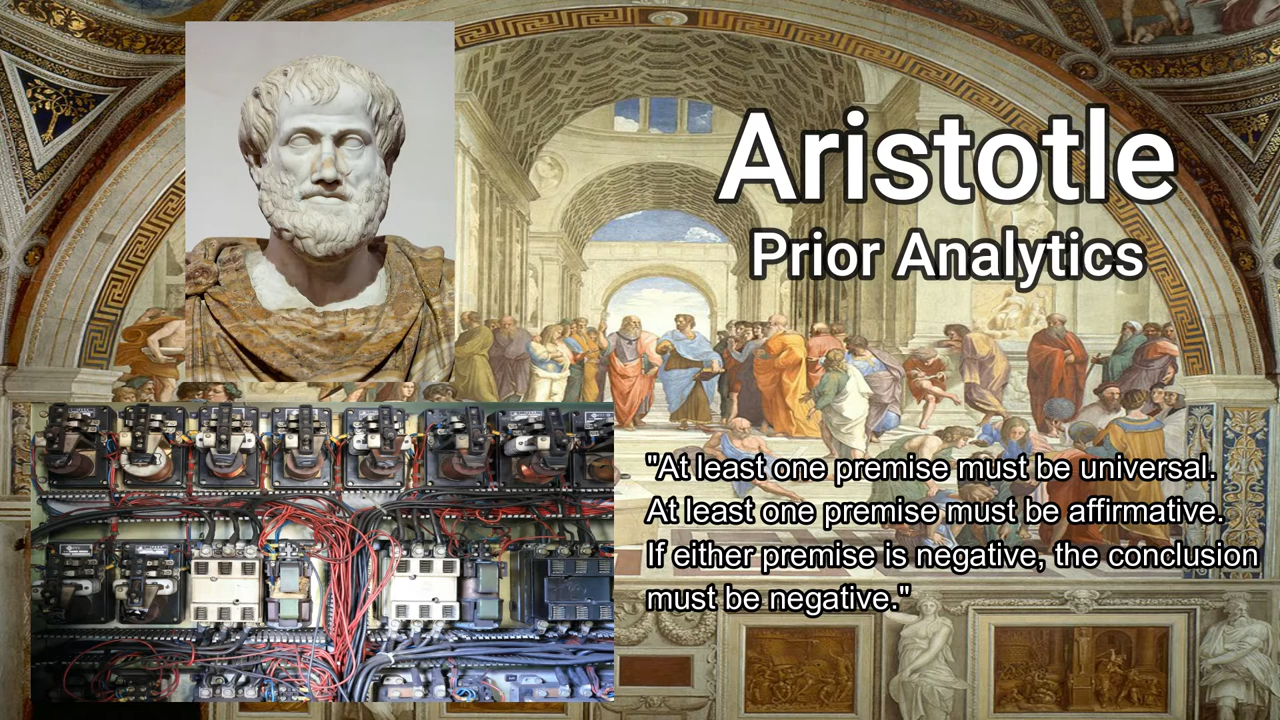 Aristotle
Prior Analytics
"At least one premise must be universal.
At least one premise must be affirmative.
If either premise is negative, the conclusion
must be negative."